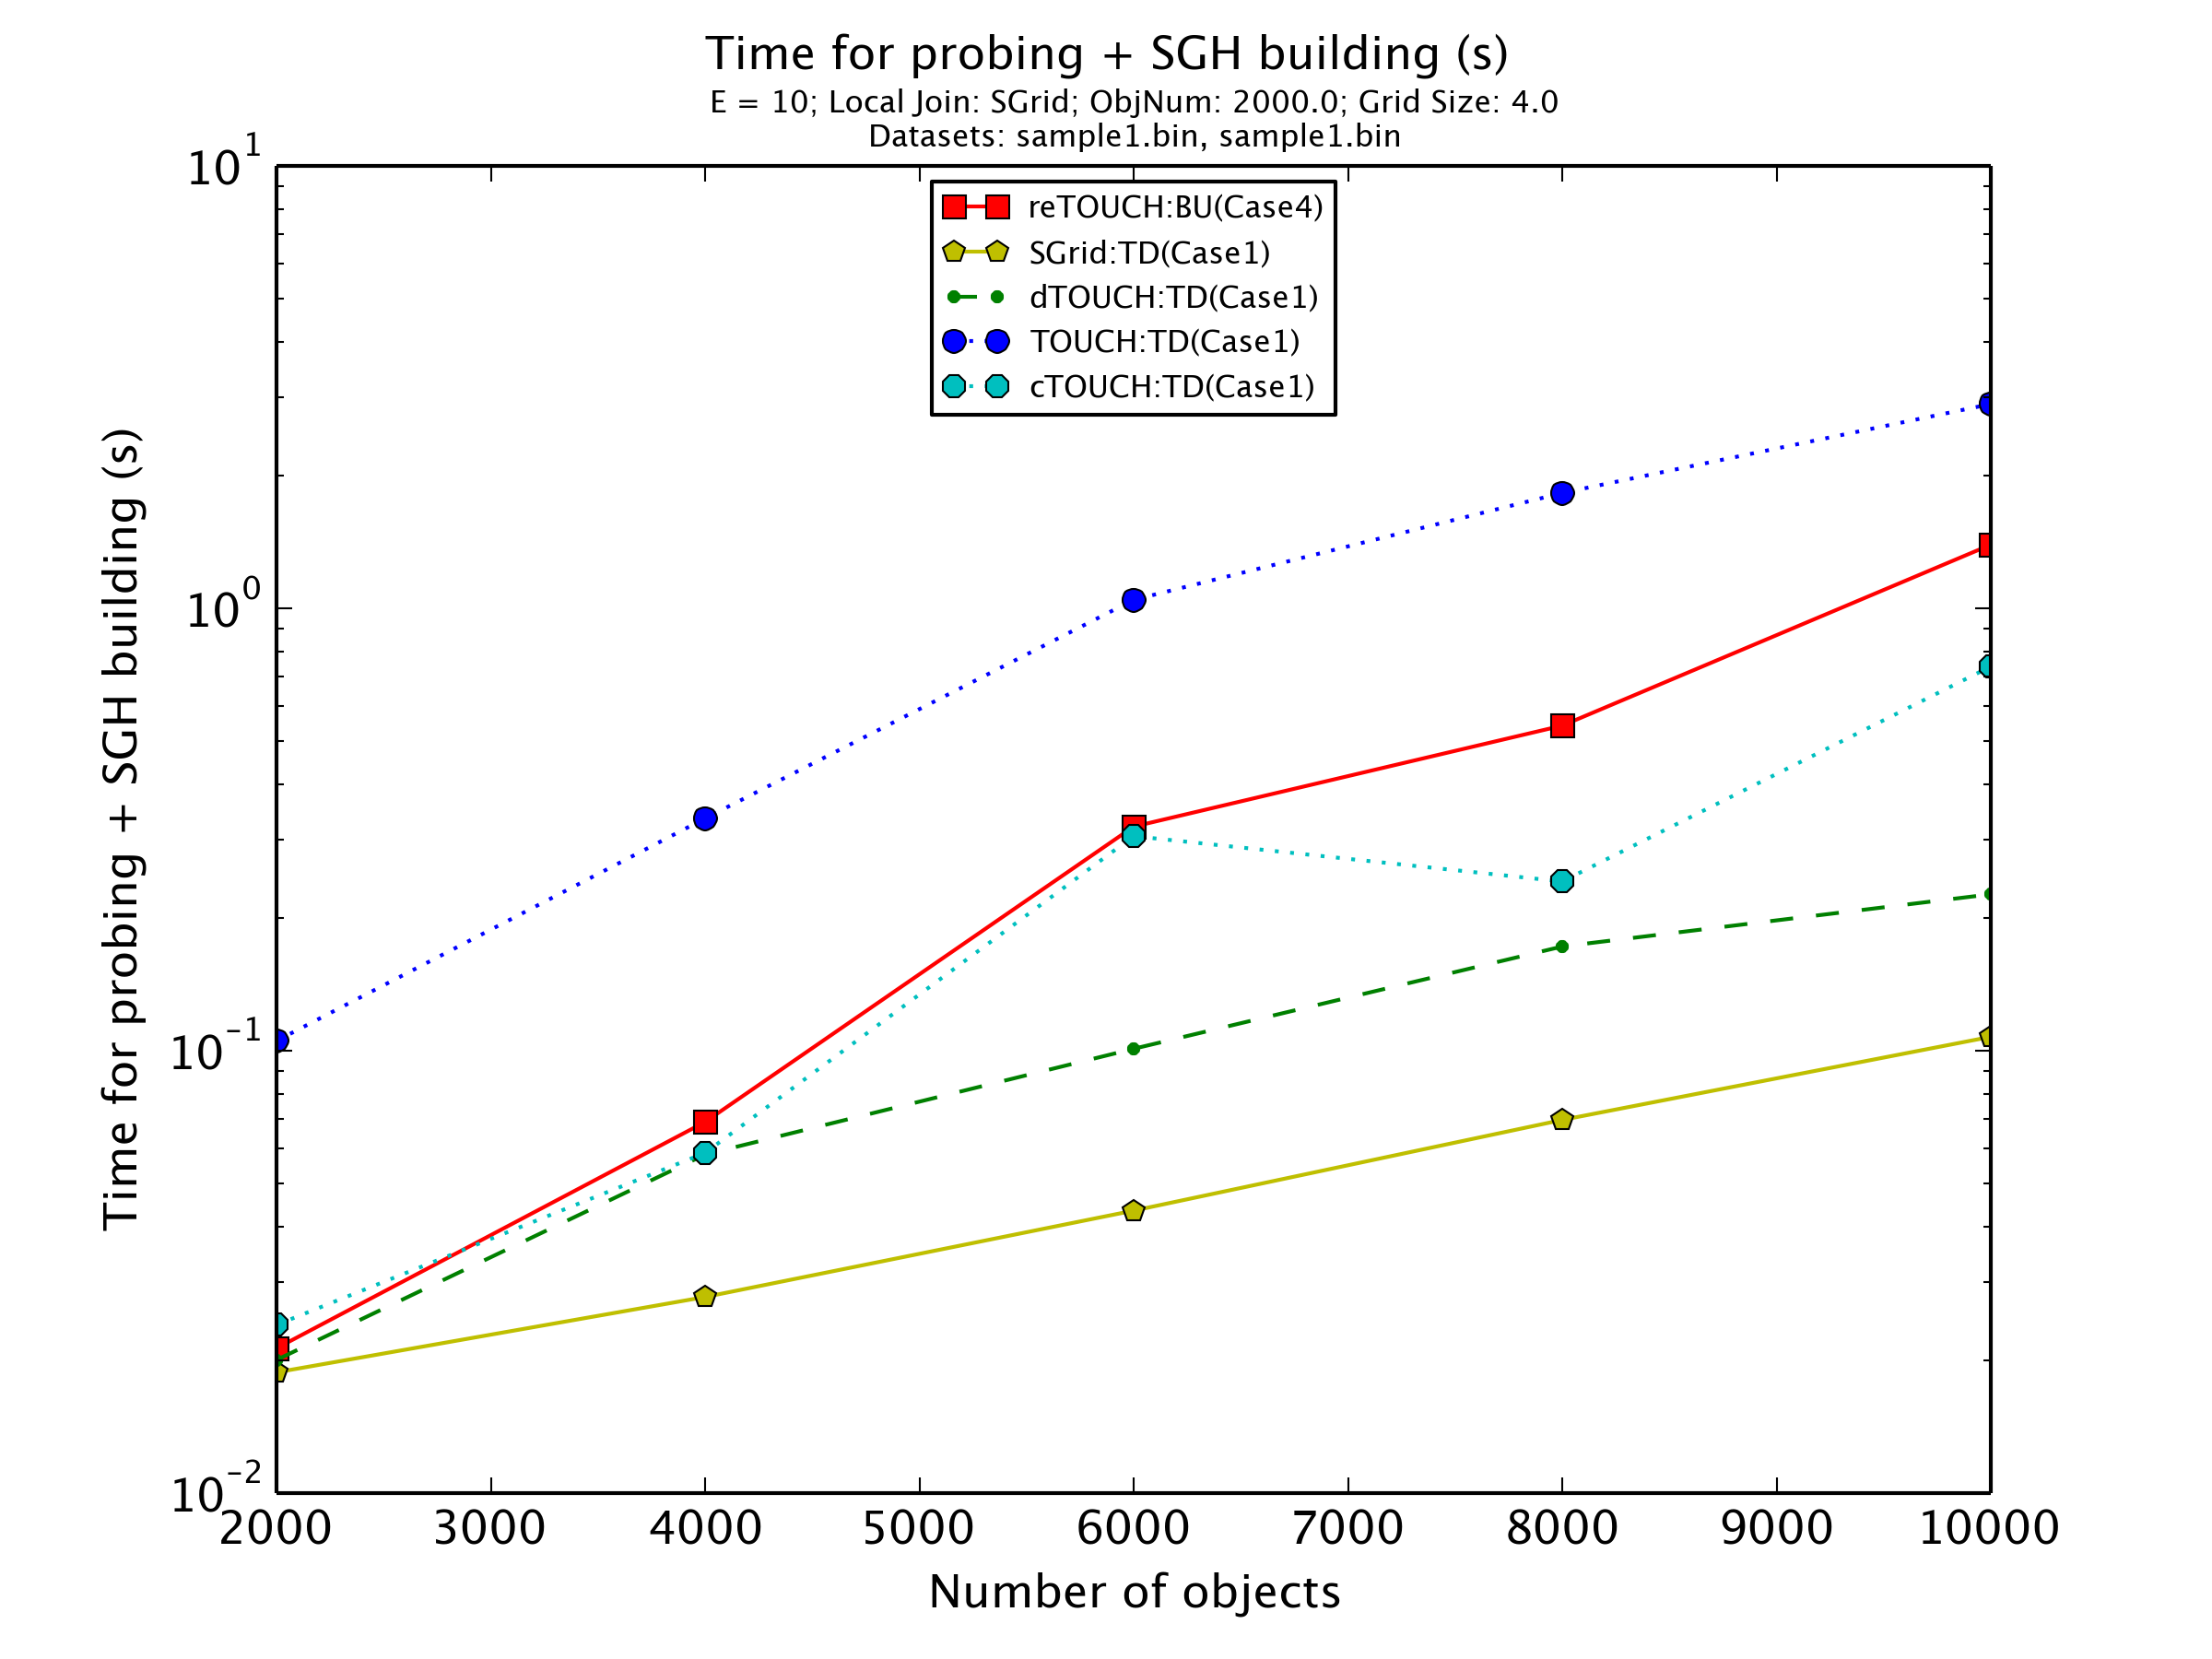 Time for probing + SGH building (s)
E = 10; Local Join: SGrid; ObjNum: 2000.0; Grid Size: 4.0
Datasets: sample1.bin, sample1.bin
reTOUCH:BU(Case4)
SGrid:TD(Case1)
dTOUCH:TD(Case1)
TOUCH:TD(Case1)
cTOUCH:TD(Case1)
Time for probing + SGH building (s)
10^1
10^0
10^-1
10^-2
2000 3000 4000 5000 6000 7000 8000 9000 10000
Number of objects